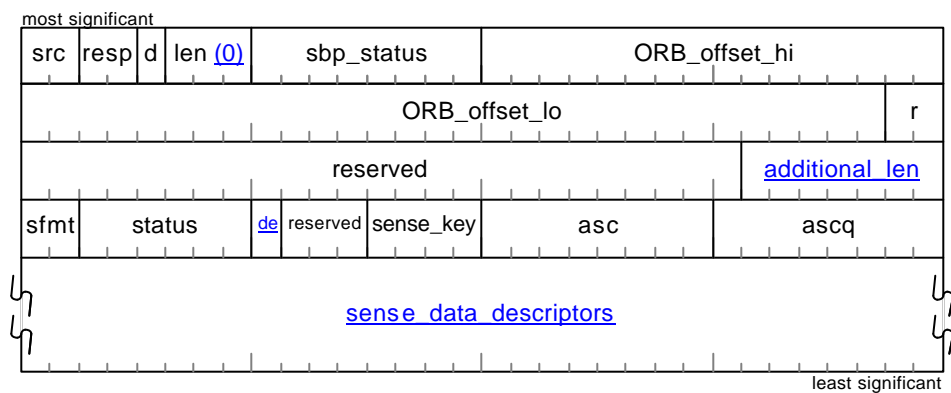 most significant
src resp d len (0) sbp_status ORB_offset_hi
ORB_offset_lo r
reserved additional_len
sfmt status de reserved sense_key asc ascq
sense_data_descriptors
least significant